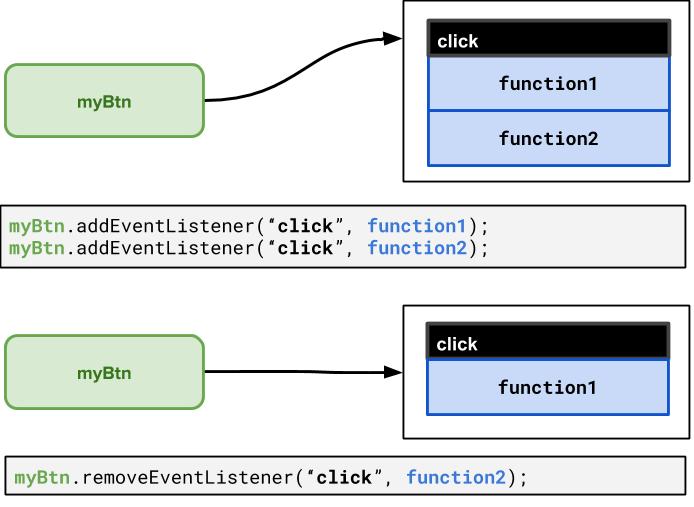 click
myBtn
function1
function2
myBtn.addEventListener(“click”, function1);
myBtn.addEventListener(“click”, function2);
click
myBtn
function1
myBtn.removeEventListener(“click”, function2);